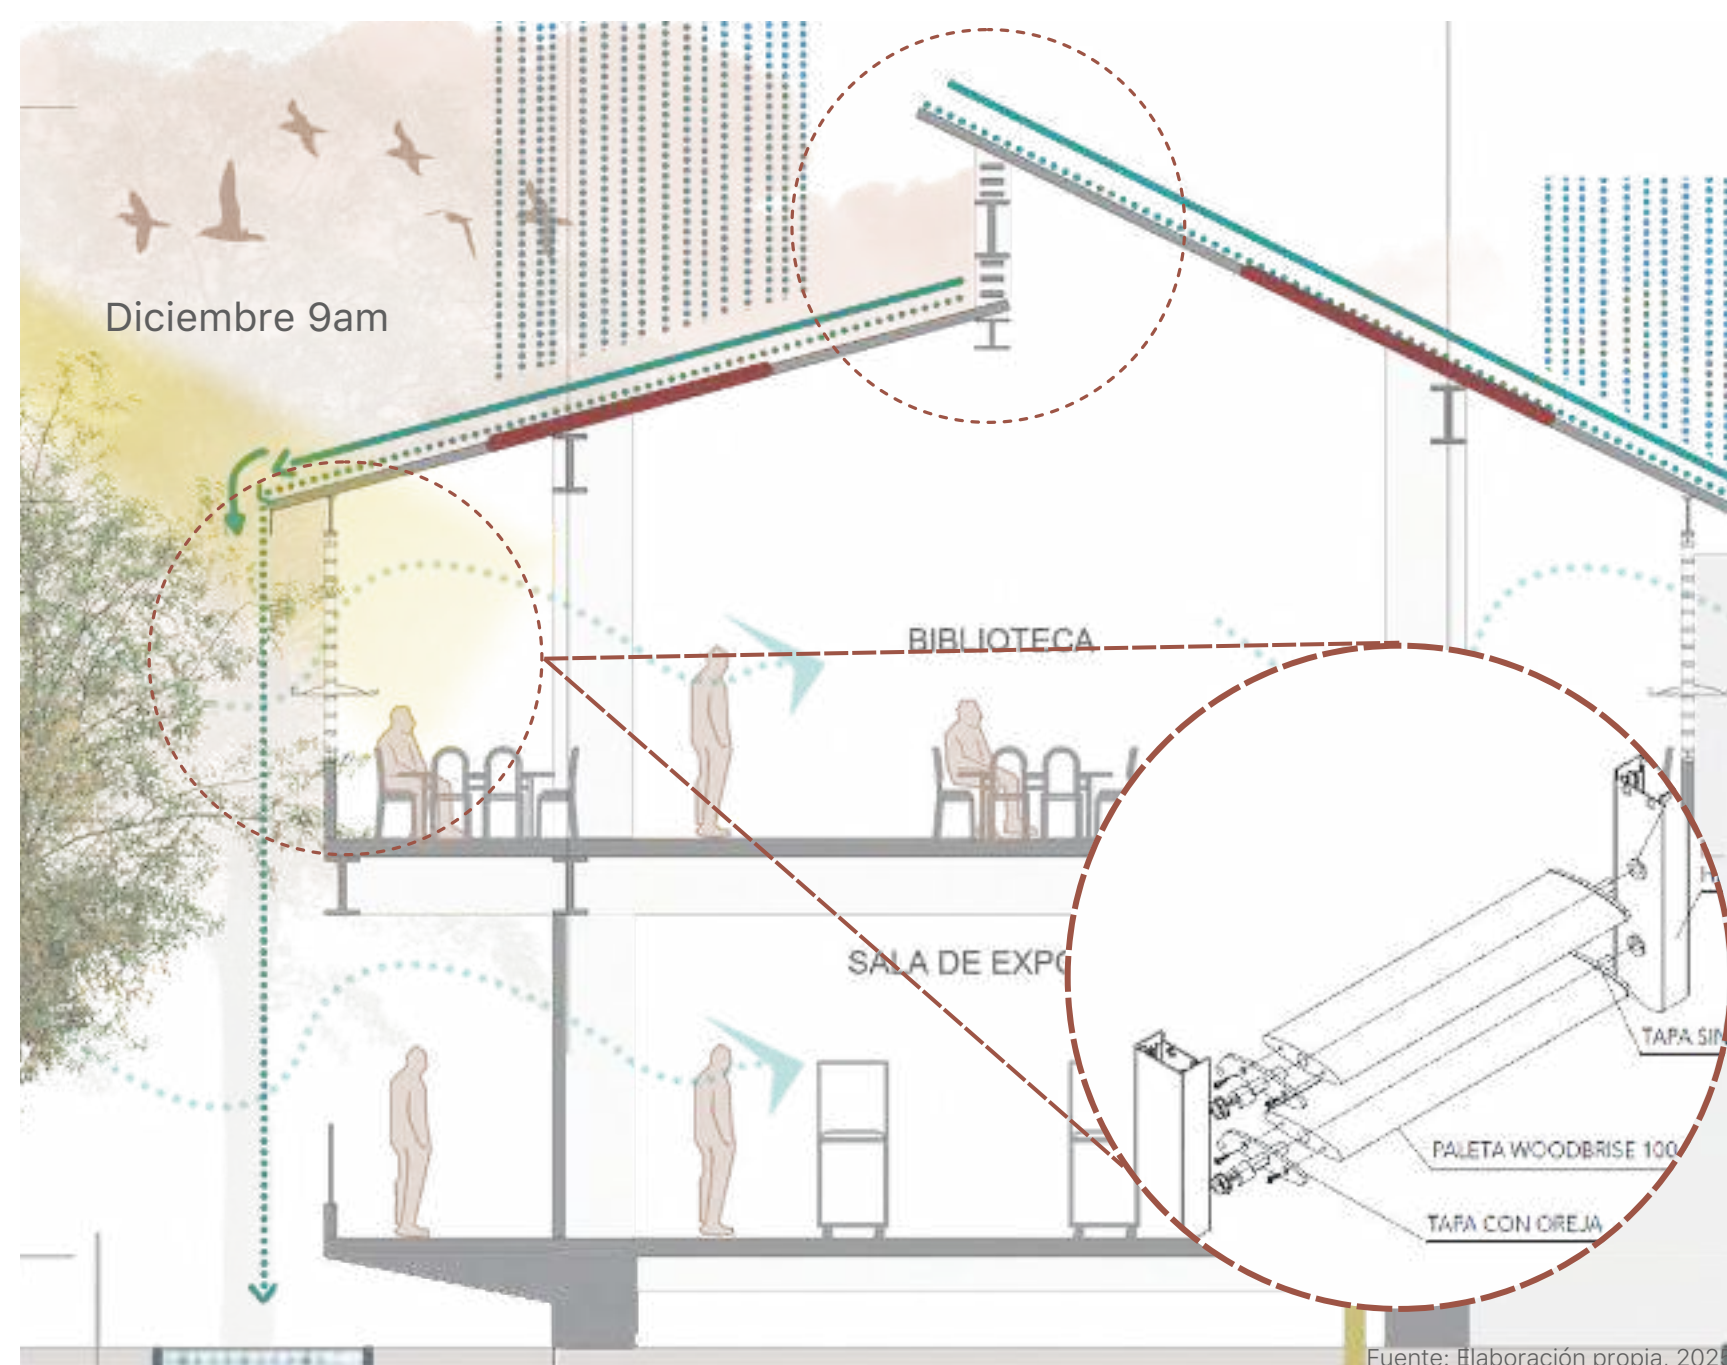 Diciembre 9am
BIBLIOTECA
SALA DE EXPO
H
TAPA SIN
PALETA WOODBRISE 100
TAPA CON OREJA
Fuente: Elaboración propia, 202